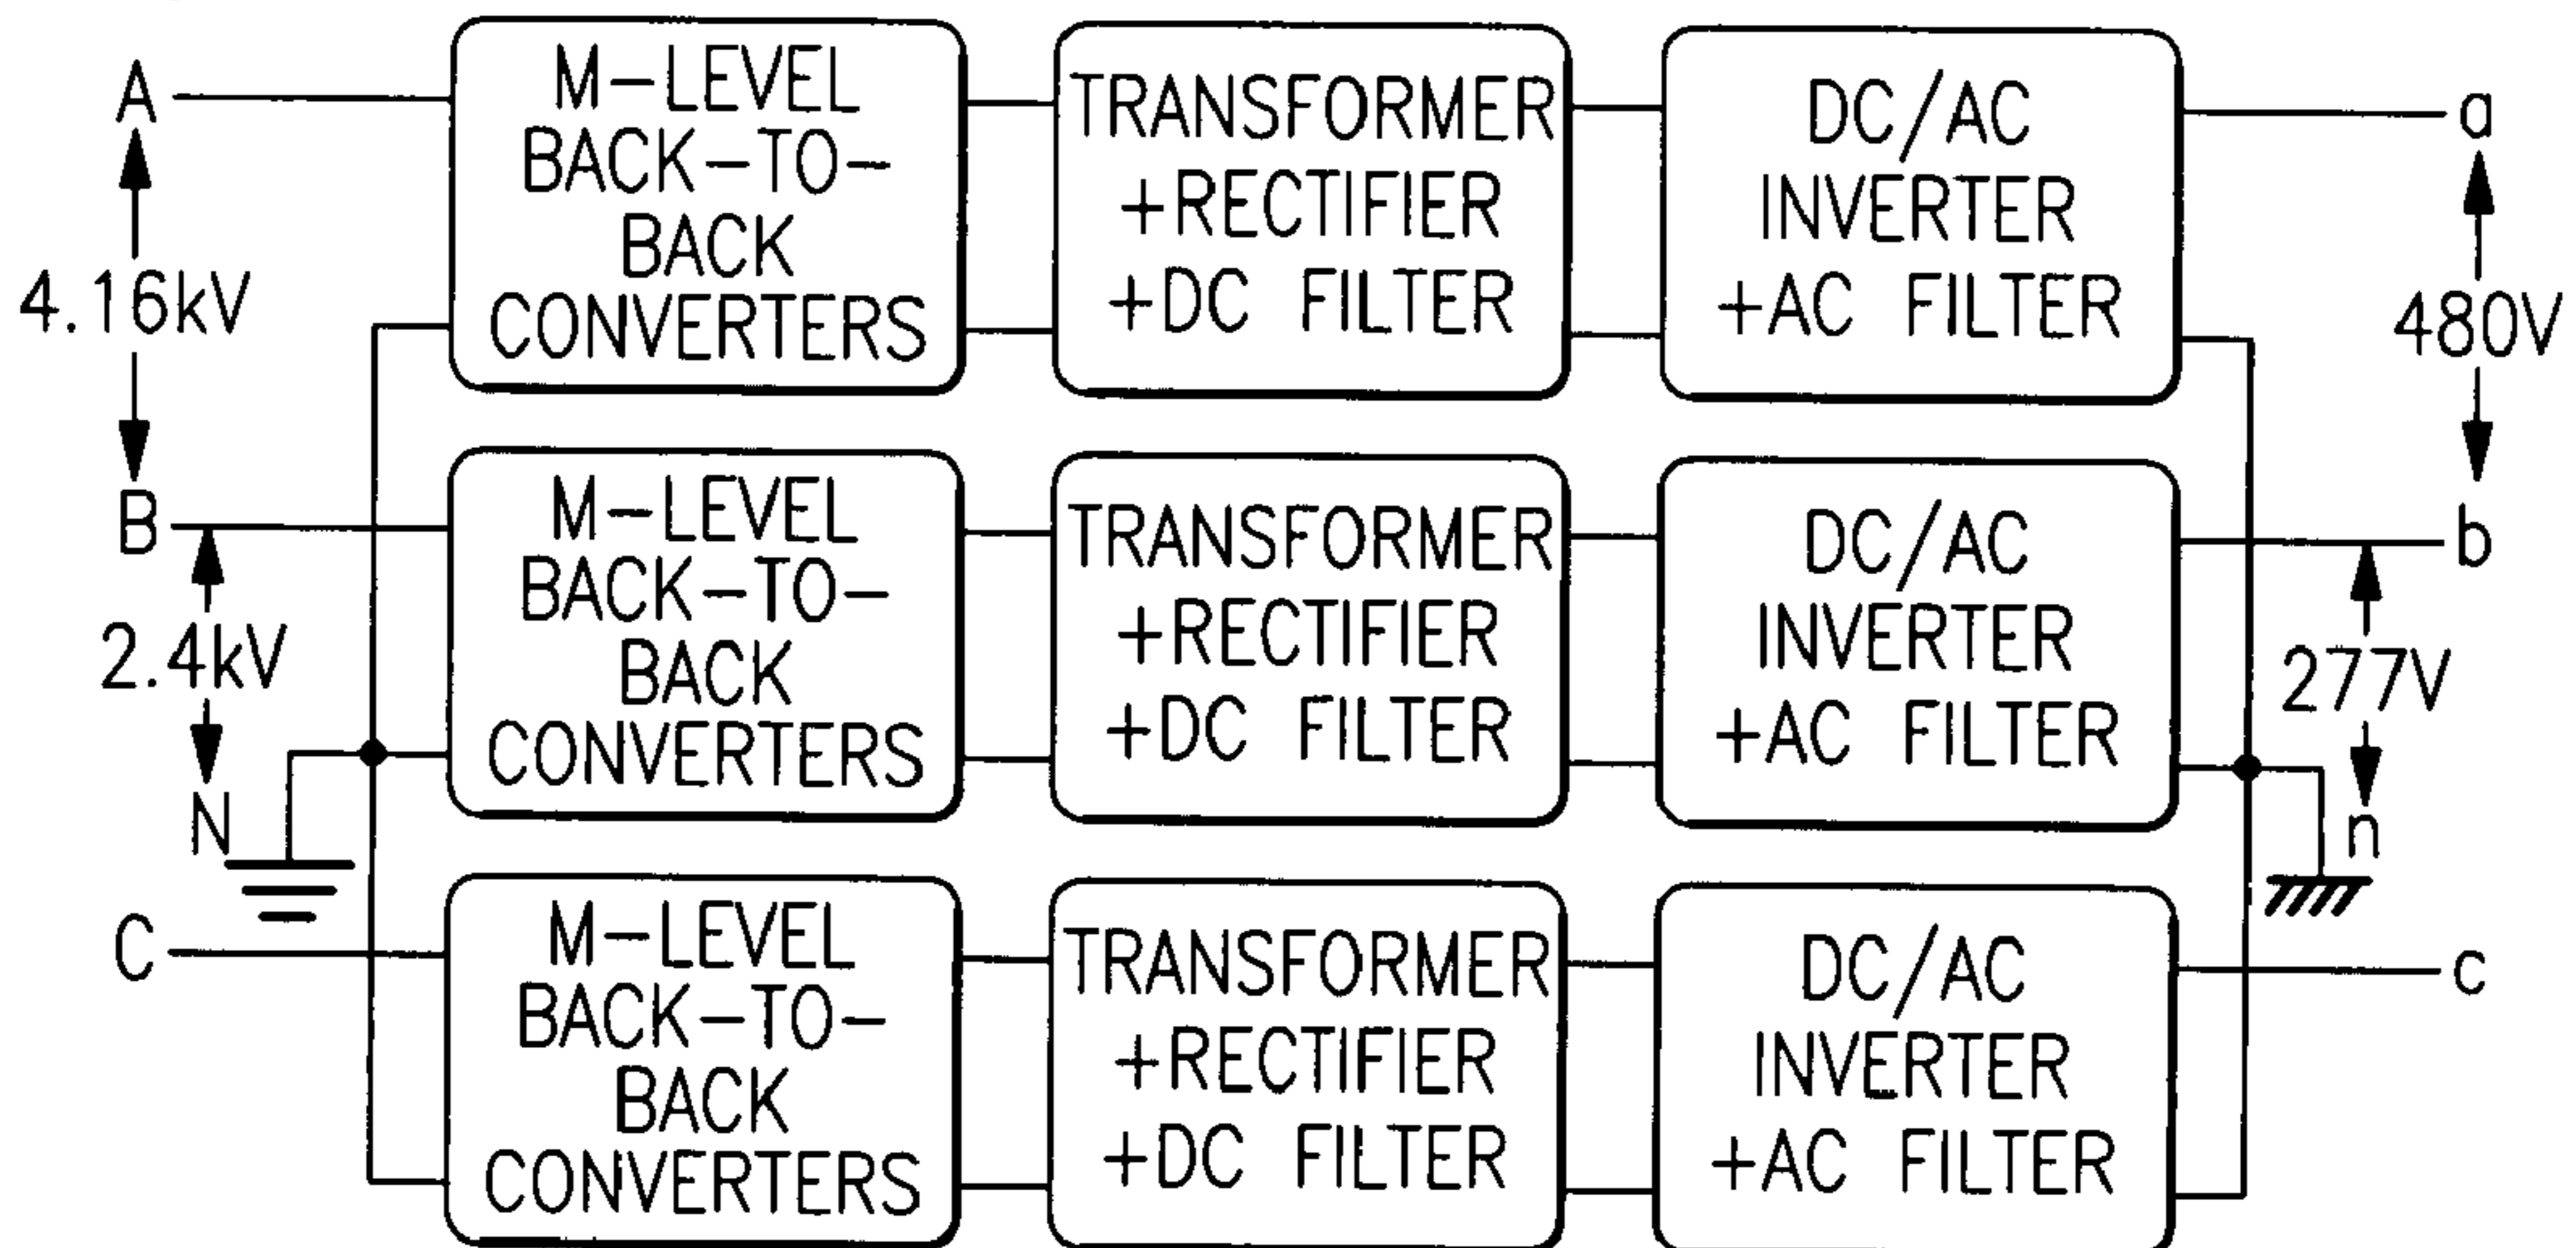 A
M-LEVEL
BACK-TO-
BACK
CONVERTERS
TRANSFORMER
+RECTIFIER
+DC FILTER
DC/AC
INVERTER
+AC FILTER
a
4.16kV
480V
B
M-LEVEL
BACK-TO-
BACK
CONVERTERS
TRANSFORMER
+RECTIFIER
+DC FILTER
DC/AC
INVERTER
+AC FILTER
b
2.4kV
277V
N
n
C
M-LEVEL
BACK-TO-
BACK
CONVERTERS
TRANSFORMER
+RECTIFIER
+DC FILTER
DC/AC
INVERTER
+AC FILTER
c